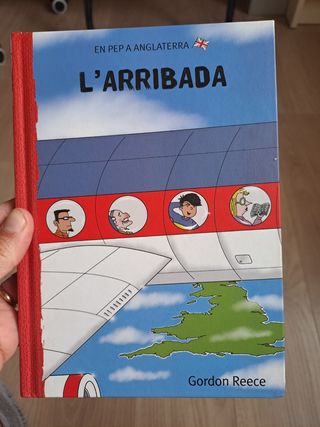 EN PEP A ANGLATERRA
L'ARRIBADA
Gordon Reece